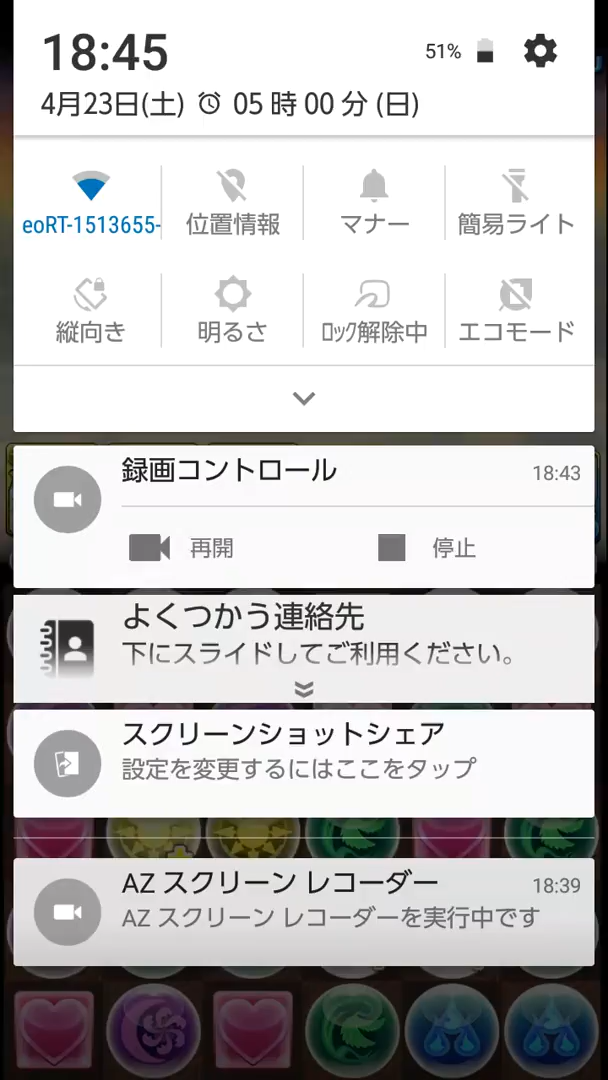 18:45
51%
4月23日(土) 05 時 00 分 (日)
eoRT-1513655-
位置情報
マナー
簡易ライト
縦向き
明るさ
ﾛｯｸ解除中
エコモード
録画コントロール
18:43
再開
停止
よくつかう連絡先
下にスライドしてご利用ください。
スクリーンショットシェア
設定を変更するにはここをタップ
AZ スクリーン レコーダー
18:39
AZ スクリーン レコーダーを実行中です